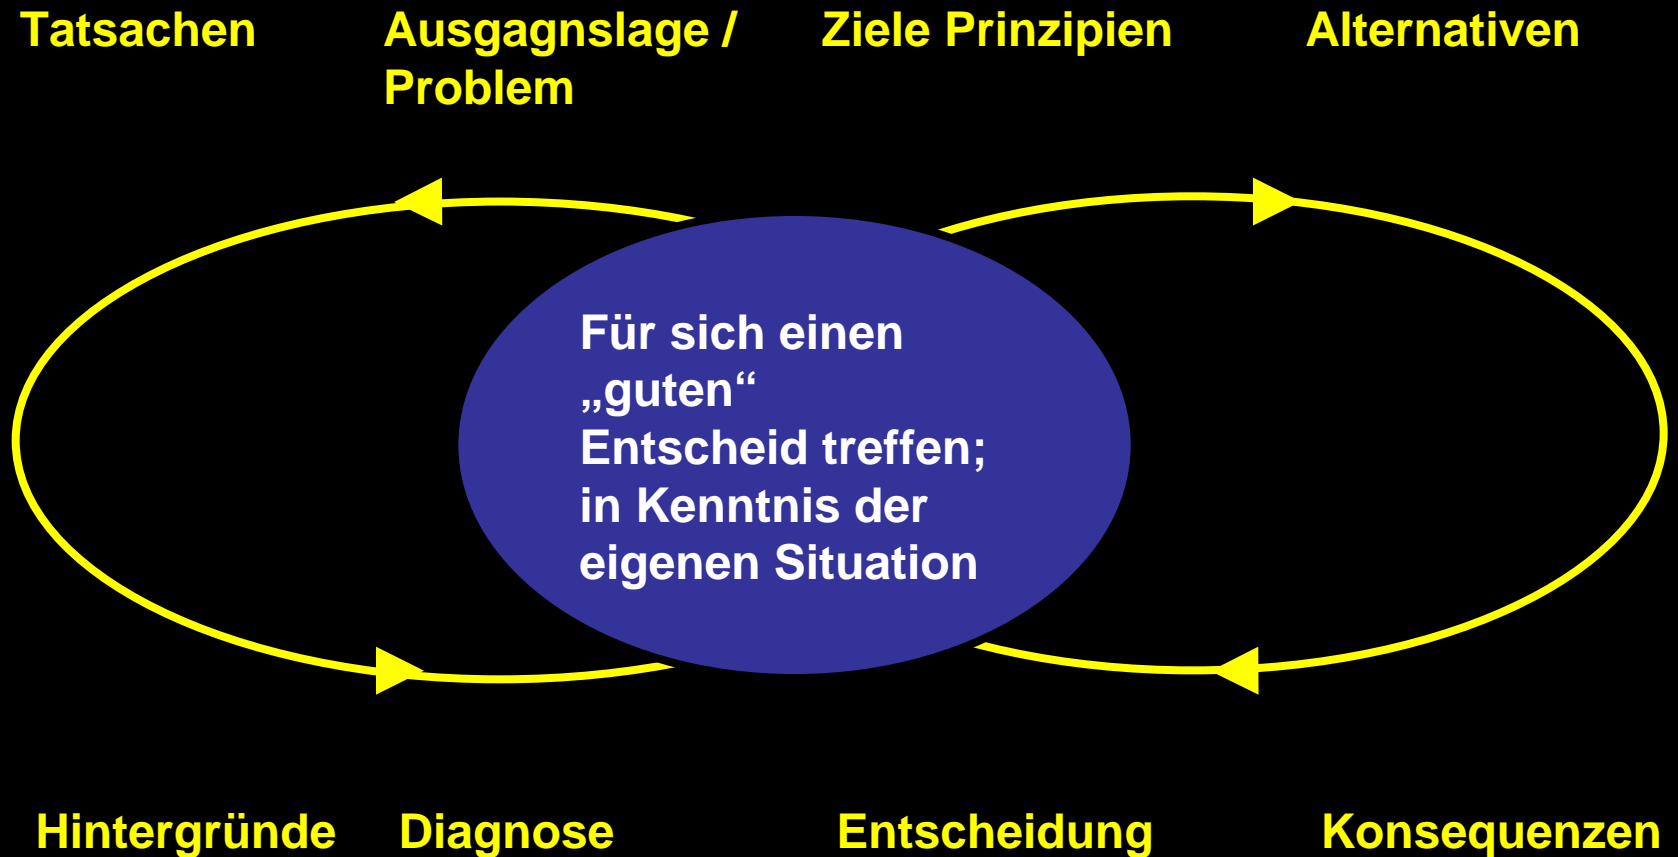 Tatsachen Ausgagnslage / Ziele Prinzipien Alternativen
Problem
Für sich einen
„guten“
Entscheid treffen;
in Kenntnis der
eigenen Situation
Hintergründe Diagnose Entscheidung Konsequenzen